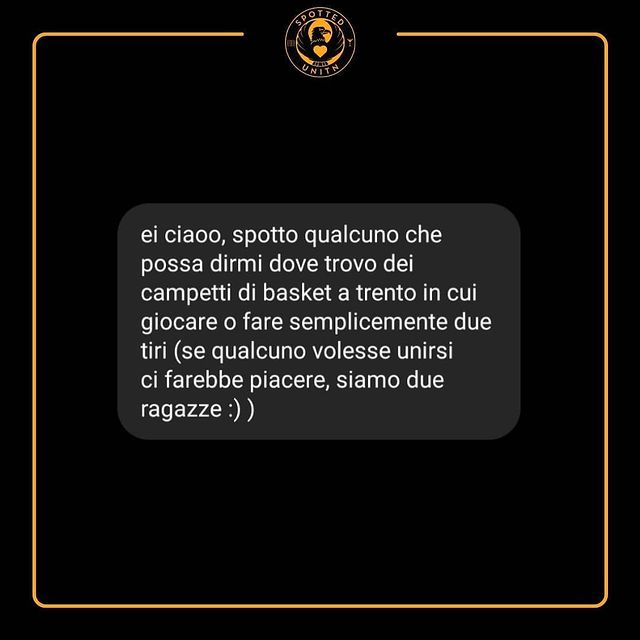 SPOTTED
UNITN
ei ciaoo, spotto qualcuno che
possa dirmi dove trovo dei
campetti di basket a trento in cui
giocare o fare semplicemente due
tiri (se qualcuno volesse unirsi
ci farebbe piacere, siamo due
ragazze :) )